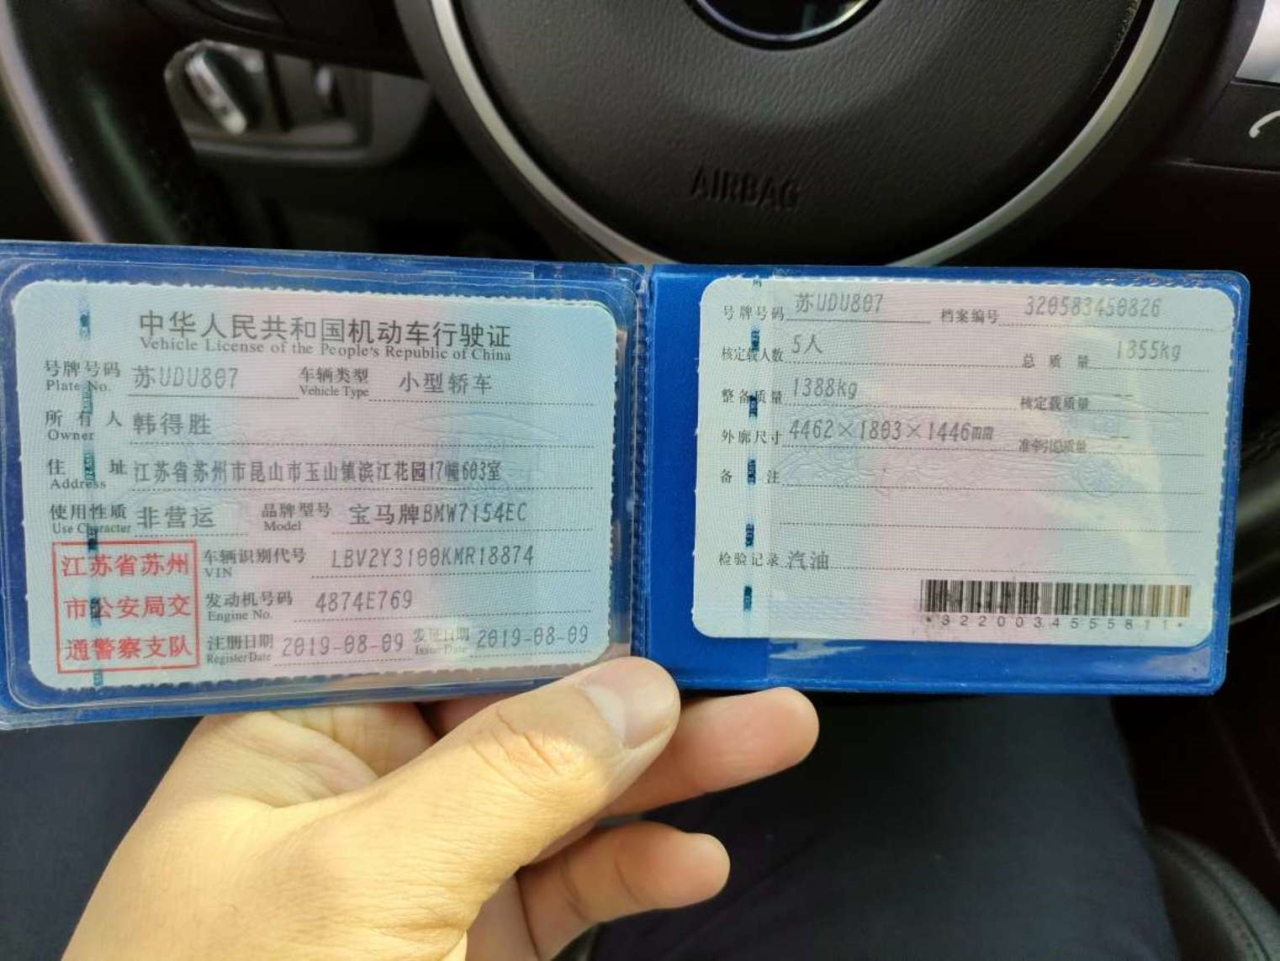 AIRBAG
中华人民共和国机动车行驶证
Vehicle License of the People's Republic of China
号牌号码 苏UDU807 车辆类型 小型轿车
Plate No. Vehicle Type
所有人 韩得胜
Owner
住址 江苏省苏州市昆山市玉山镇滨江花园17幢603室
Address
使用性质 非营运 品牌型号 宝马牌BMW7154EC
Use Character Model
江苏省苏州
市公安局交
通警察支队
车辆识别代号 LBV2Y3100KMR18874
VIN
发动机号码 4874E769
Engine No.
注册日期 2019-08-09 发证日期 2019-08-09
Register Date Issue Date
号牌号码 苏UDU807 档案编号 320583450826
核定载人数 5人 总质量 1855kg
整备质量 1388kg 核定载质量 --
外廓尺寸 4462×1803×1446mm 准牵引总质量 --
备注
检验记录 汽油
*3220034555811*